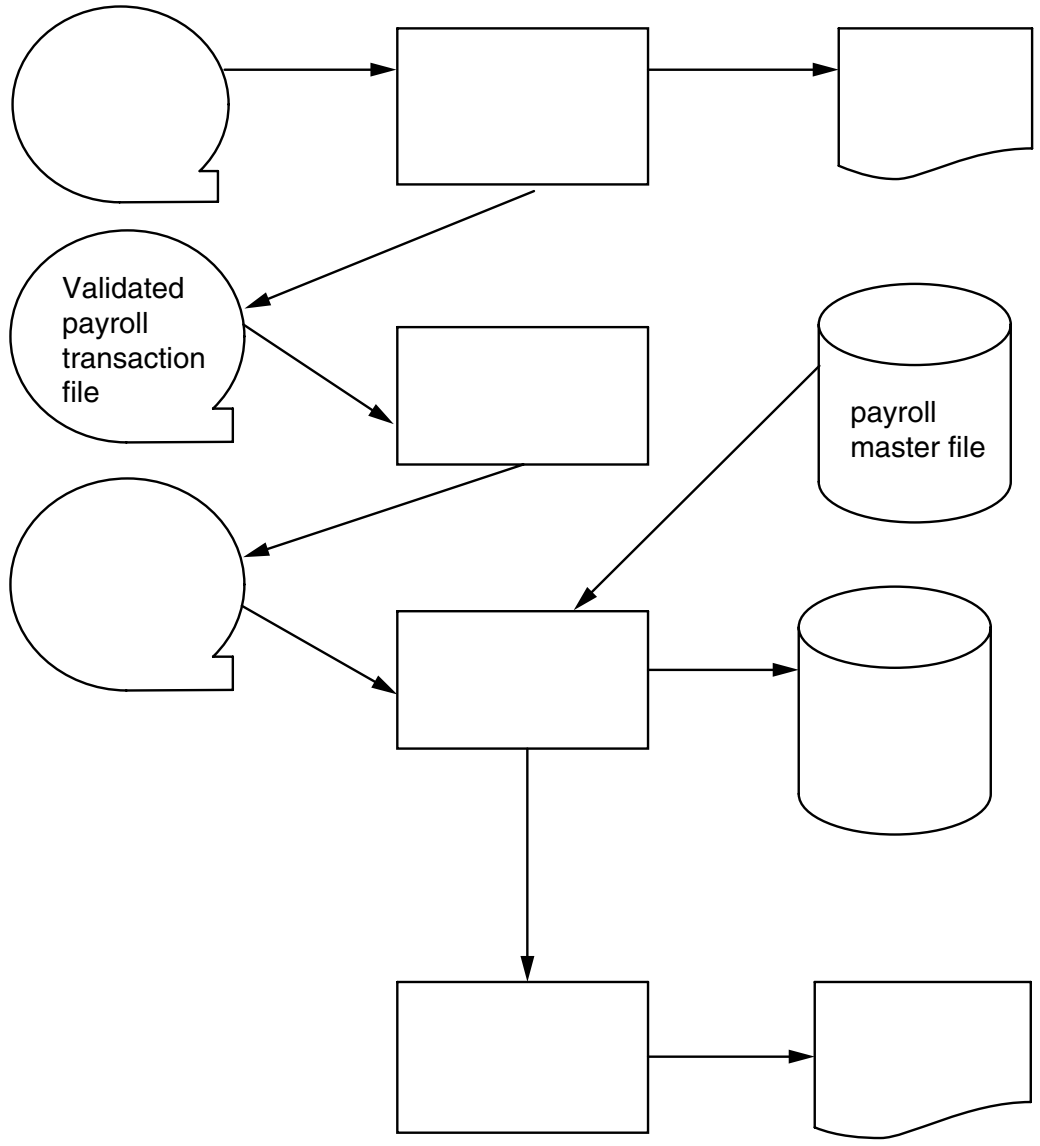 Validated
payroll
transaction
file
payroll
master file